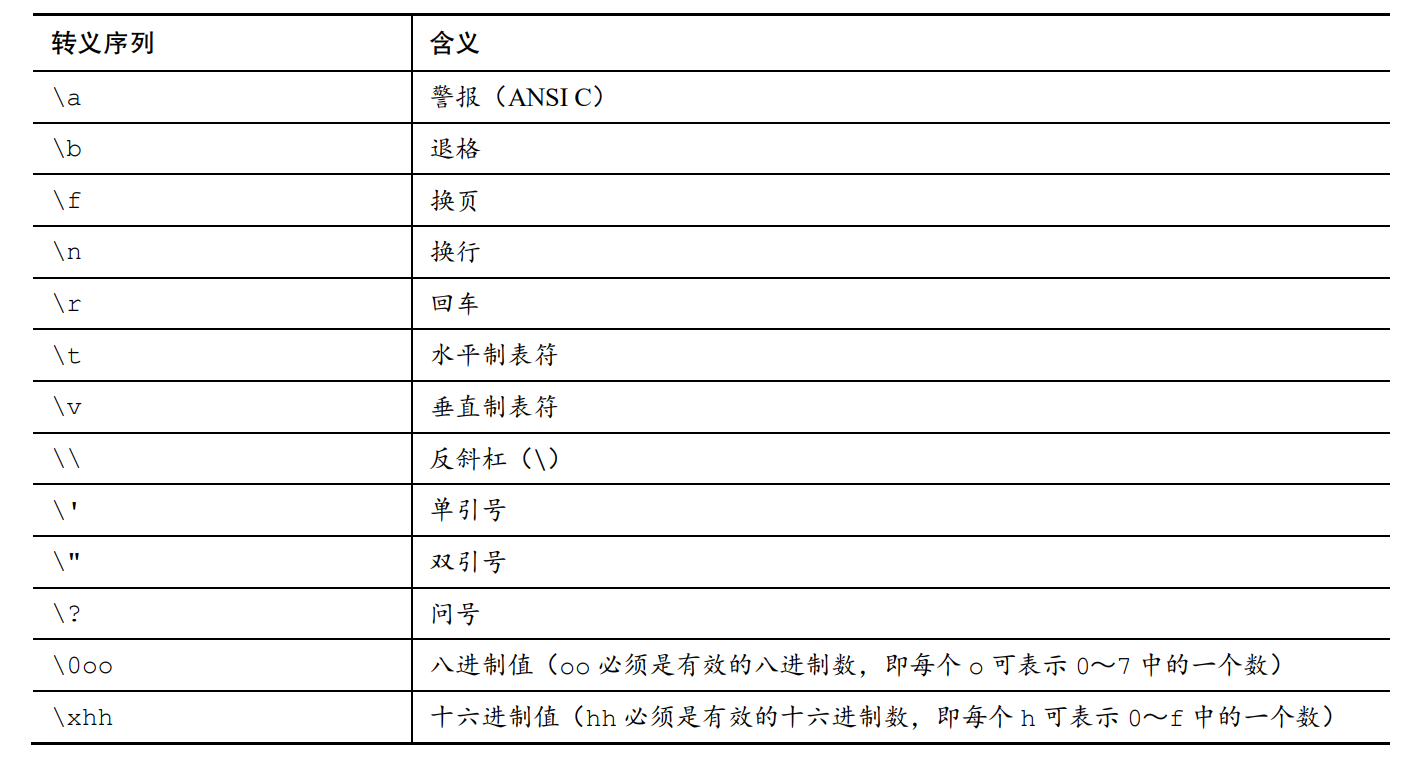 转义序列 含义
\a 警报（ANSI C）
\b 退格
\f 换页
\n 换行
\r 回车
\t 水平制表符
\v 垂直制表符
\\ 反斜杠（\）
\' 单引号
\" 双引号
\? 问号
\0oo 八进制值（oo 必须是有效的八进制数，即每个 o 可表示 0～7 中的一个数）
\xhh 十六进制值（hh 必须是有效的十六进制数，即每个 h 可表示 0～f 中的一个数）